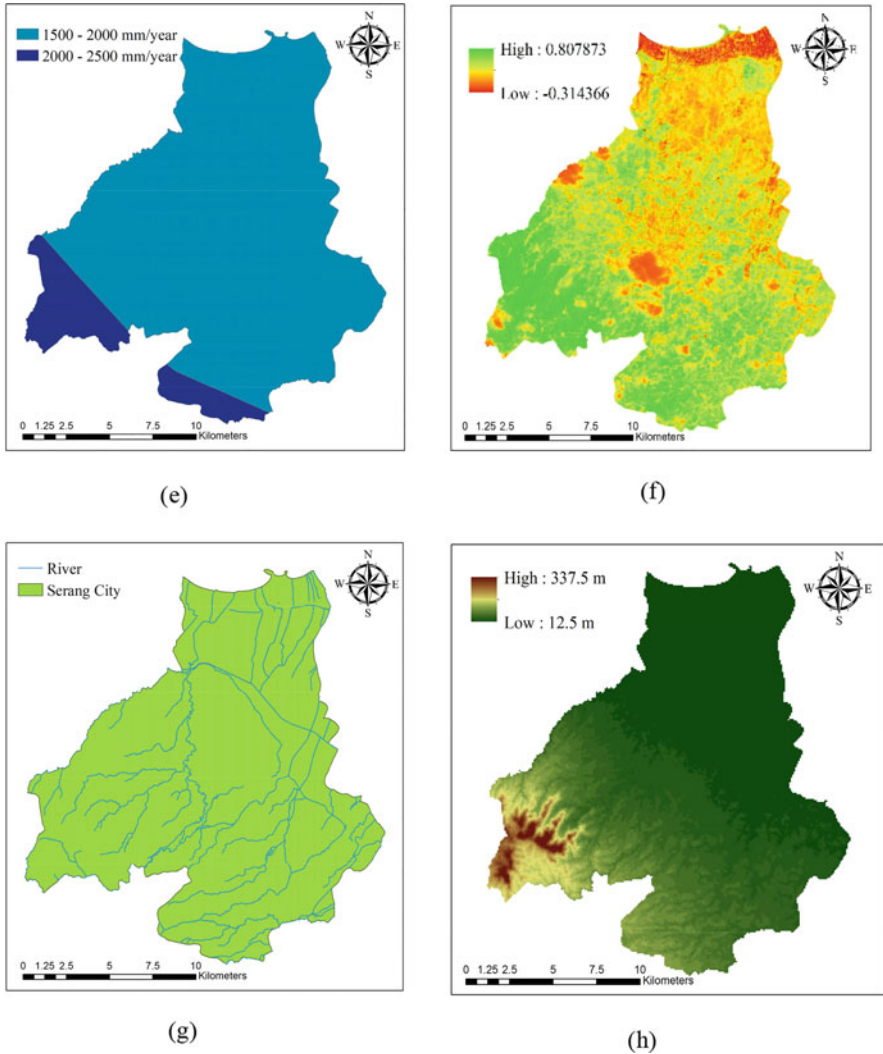 1500 - 2000 mm/year
2000 - 2500 mm/year
N
W E
S
0 1.25 2.5 5 7.5 10
Kilometers
(e)
High : 0.807873
Low : -0.314366
N
W E
S
0 1.25 2.5 5 7.5 10
Kilometers
(f)
River
Serang City
N
W E
S
0 1.25 2.5 5 7.5 10
Kilometers
(g)
High : 337.5 m
Low : 12.5 m
N
W E
S
0 1.25 2.5 5 7.5 10
Kilometers
(h)